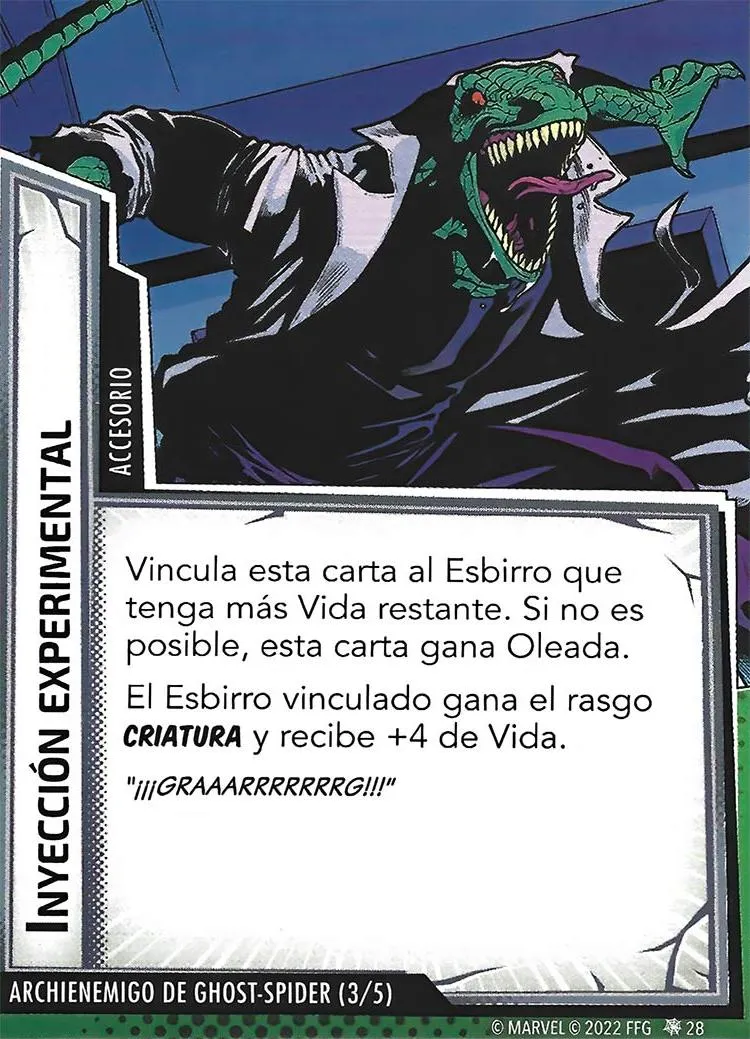 ACCESORIO
INYECCIÓN EXPERIMENTAL
Vincula esta carta al Esbirro que
tenga más Vida restante. Si no es
posible, esta carta gana Oleada.
El Esbirro vinculado gana el rasgo
CRIATURA y recibe +4 de Vida.
"¡¡¡GRAAARRRRRRRG!!!"
ARCHIENEMIGO DE GHOST-SPIDER (3/5)
© MARVEL © 2022 FFG 28